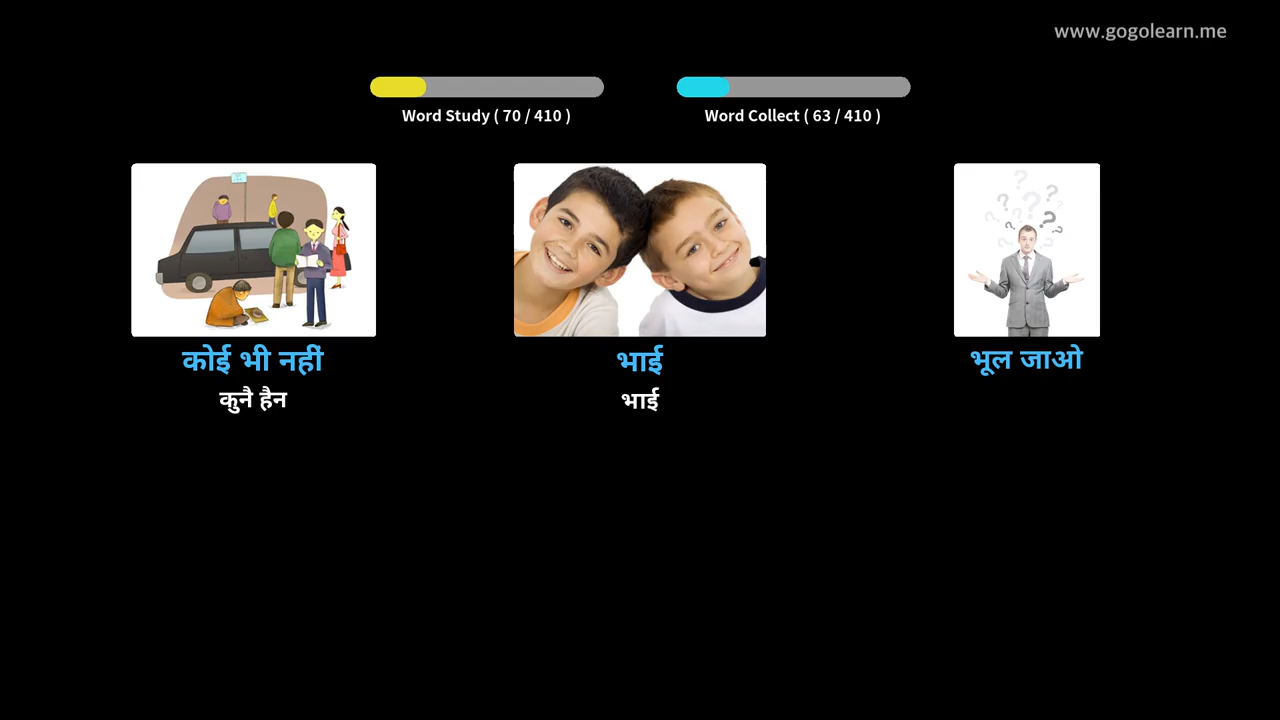 www.gogolearn.me
Word Study ( 70 / 410 )
Word Collect ( 63 / 410 )
कोई भी नहीं
भाई
भूल जाओ
कुनै हैन
भाई